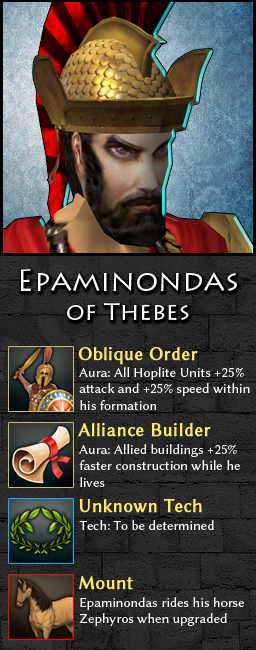 Epaminondas
of Thebes
Oblique Order
Aura: All Hoplite Units +25%
attack and +25% speed within
his formation
Alliance Builder
Aura: Allied buildings +25%
faster construction while he
lives
Unknown Tech
Tech: To be determined
Mount
Epaminondas rides his horse
Zephyros when upgraded